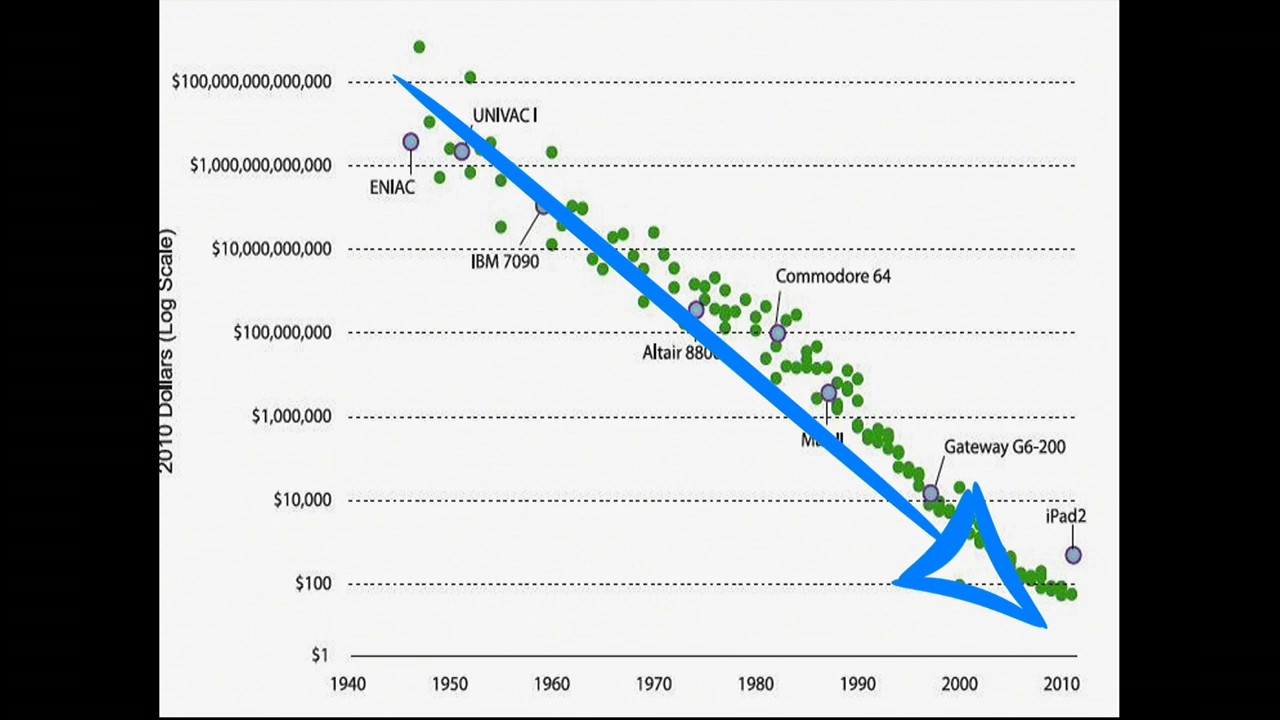 $100,000,000,000,000
UNIVAC I
$1,000,000,000,000
ENIAC
$10,000,000,000
IBM 7090
Commodore 64
$100,000,000
Altair 880
$1,000,000
Gateway G6-200
$10,000
iPad2
$100
$1
1940 1950 1960 1970 1980 1990 2000 2010
2010 Dollars (Log Scale)